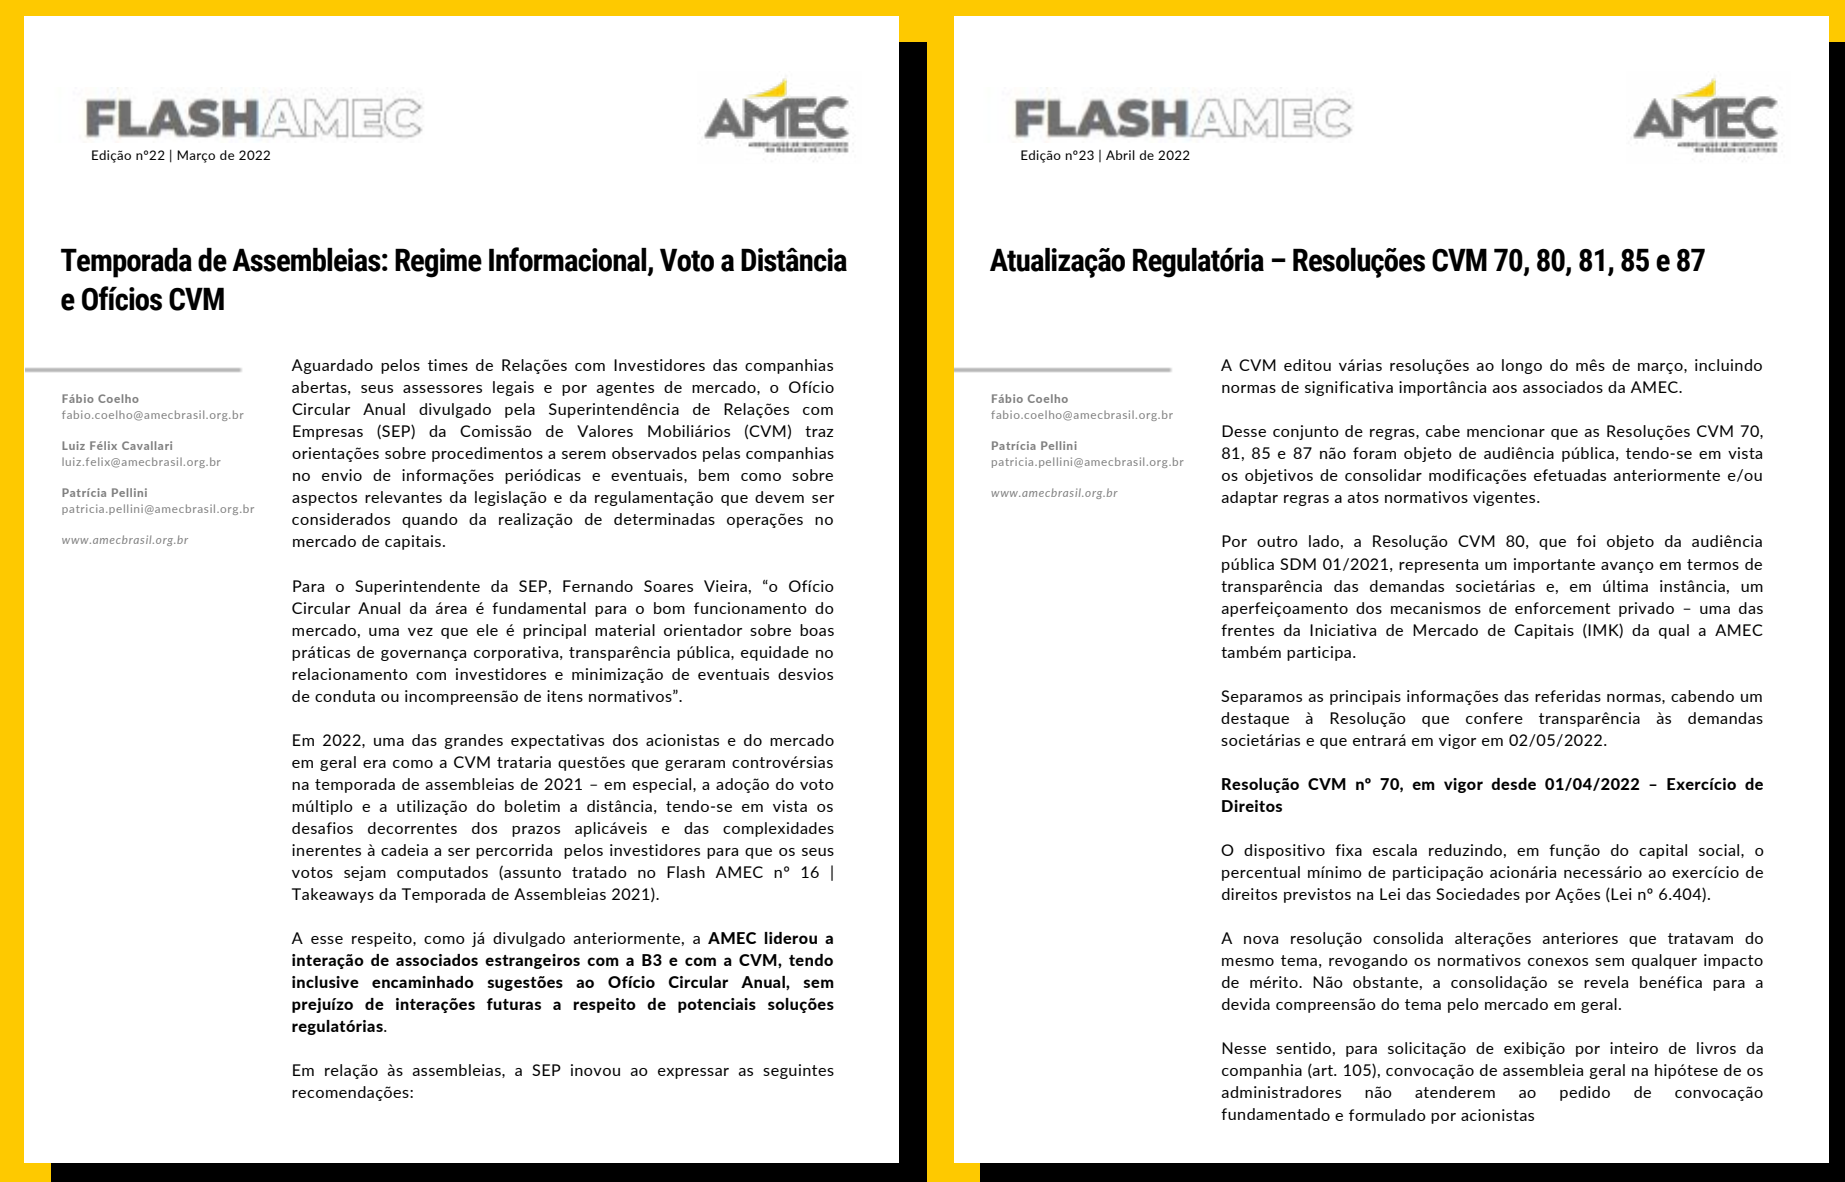 FLASHAMEC
Edição nº22 | Março de 2022
AMEC
ASSOCIAÇÃO DE INVESTIDORES
NO MERCADO DE CAPITAIS
Temporada de Assembleias: Regime Informacional, Voto a Distância
e Ofícios CVM
Fábio Coelho
fabio.coelho@amecbrasil.org.br
Luiz Félix Cavallari
luiz.felix@amecbrasil.org.br
Patrícia Pellini
patricia.pellini@amecbrasil.org.br
www.amecbrasil.org.br
Aguardado pelos times de Relações com Investidores das companhias
abertas, seus assessores legais e por agentes de mercado, o Ofício
Circular Anual divulgado pela Superintendência de Relações com
Empresas (SEP) da Comissão de Valores Mobiliários (CVM) traz
orientações sobre procedimentos a serem observados pelas companhias
no envio de informações periódicas e eventuais, bem como sobre
aspectos relevantes da legislação e da regulamentação que devem ser
considerados quando da realização de determinadas operações no
mercado de capitais.
Para o Superintendente da SEP, Fernando Soares Vieira, “o Ofício
Circular Anual da área é fundamental para o bom funcionamento do
mercado, uma vez que ele é principal material orientador sobre boas
práticas de governança corporativa, transparência pública, equidade no
relacionamento com investidores e minimização de eventuais desvios
de conduta ou incompreensão de itens normativos”.
Em 2022, uma das grandes expectativas dos acionistas e do mercado
em geral era como a CVM trataria questões que geraram controvérsias
na temporada de assembleias de 2021 – em especial, a adoção do voto
múltiplo e a utilização do boletim a distância, tendo-se em vista os
desafios decorrentes dos prazos aplicáveis e das complexidades
inerentes à cadeia a ser percorrida pelos investidores para que os seus
votos sejam computados (assunto tratado no Flash AMEC nº 16 |
Takeaways da Temporada de Assembleias 2021).
A esse respeito, como já divulgado anteriormente, a AMEC liderou a
interação de associados estrangeiros com a B3 e com a CVM, tendo
inclusive encaminhado sugestões ao Ofício Circular Anual, sem
prejuízo de interações futuras a respeito de potenciais soluções
regulatórias.
Em relação às assembleias, a SEP inovou ao expressar as seguintes
recomendações:
FLASHAMEC
Edição nº23 | Abril de 2022
AMEC
ASSOCIAÇÃO DE INVESTIDORES
NO MERCADO DE CAPITAIS
Atualização Regulatória – Resoluções CVM 70, 80, 81, 85 e 87
Fábio Coelho
fabio.coelho@amecbrasil.org.br
Patrícia Pellini
patricia.pellini@amecbrasil.org.br
www.amecbrasil.org.br
A CVM editou várias resoluções ao longo do mês de março, incluindo
normas de significativa importância aos associados da AMEC.
Desse conjunto de regras, cabe mencionar que as Resoluções CVM 70,
81, 85 e 87 não foram objeto de audiência pública, tendo-se em vista
os objetivos de consolidar modificações efetuadas anteriormente e/ou
adaptar regras a atos normativos vigentes.
Por outro lado, a Resolução CVM 80, que foi objeto da audiência
pública SDM 01/2021, representa um importante avanço em termos de
transparência das demandas societárias e, em última instância, um
aperfeiçoamento dos mecanismos de enforcement privado – uma das
frentes da Iniciativa de Mercado de Capitais (IMK) da qual a AMEC
também participa.
Separamos as principais informações das referidas normas, cabendo um
destaque à Resolução que confere transparência às demandas
societárias e que entrará em vigor em 02/05/2022.
Resolução CVM nº 70, em vigor desde 01/04/2022 – Exercício de
Direitos
O dispositivo fixa escala reduzindo, em função do capital social, o
percentual mínimo de participação acionária necessário ao exercício de
direitos previstos na Lei das Sociedades por Ações (Lei nº 6.404).
A nova resolução consolida alterações anteriores que tratavam do
mesmo tema, revogando os normativos conexos sem qualquer impacto
de mérito. Não obstante, a consolidação se revela benéfica para a
devida compreensão do tema pelo mercado em geral.
Nesse sentido, para solicitação de exibição por inteiro de livros da
companhia (art. 105), convocação de assembleia geral na hipótese de os
administradores não atenderem ao pedido de convocação
fundamentado e formulado por acionistas